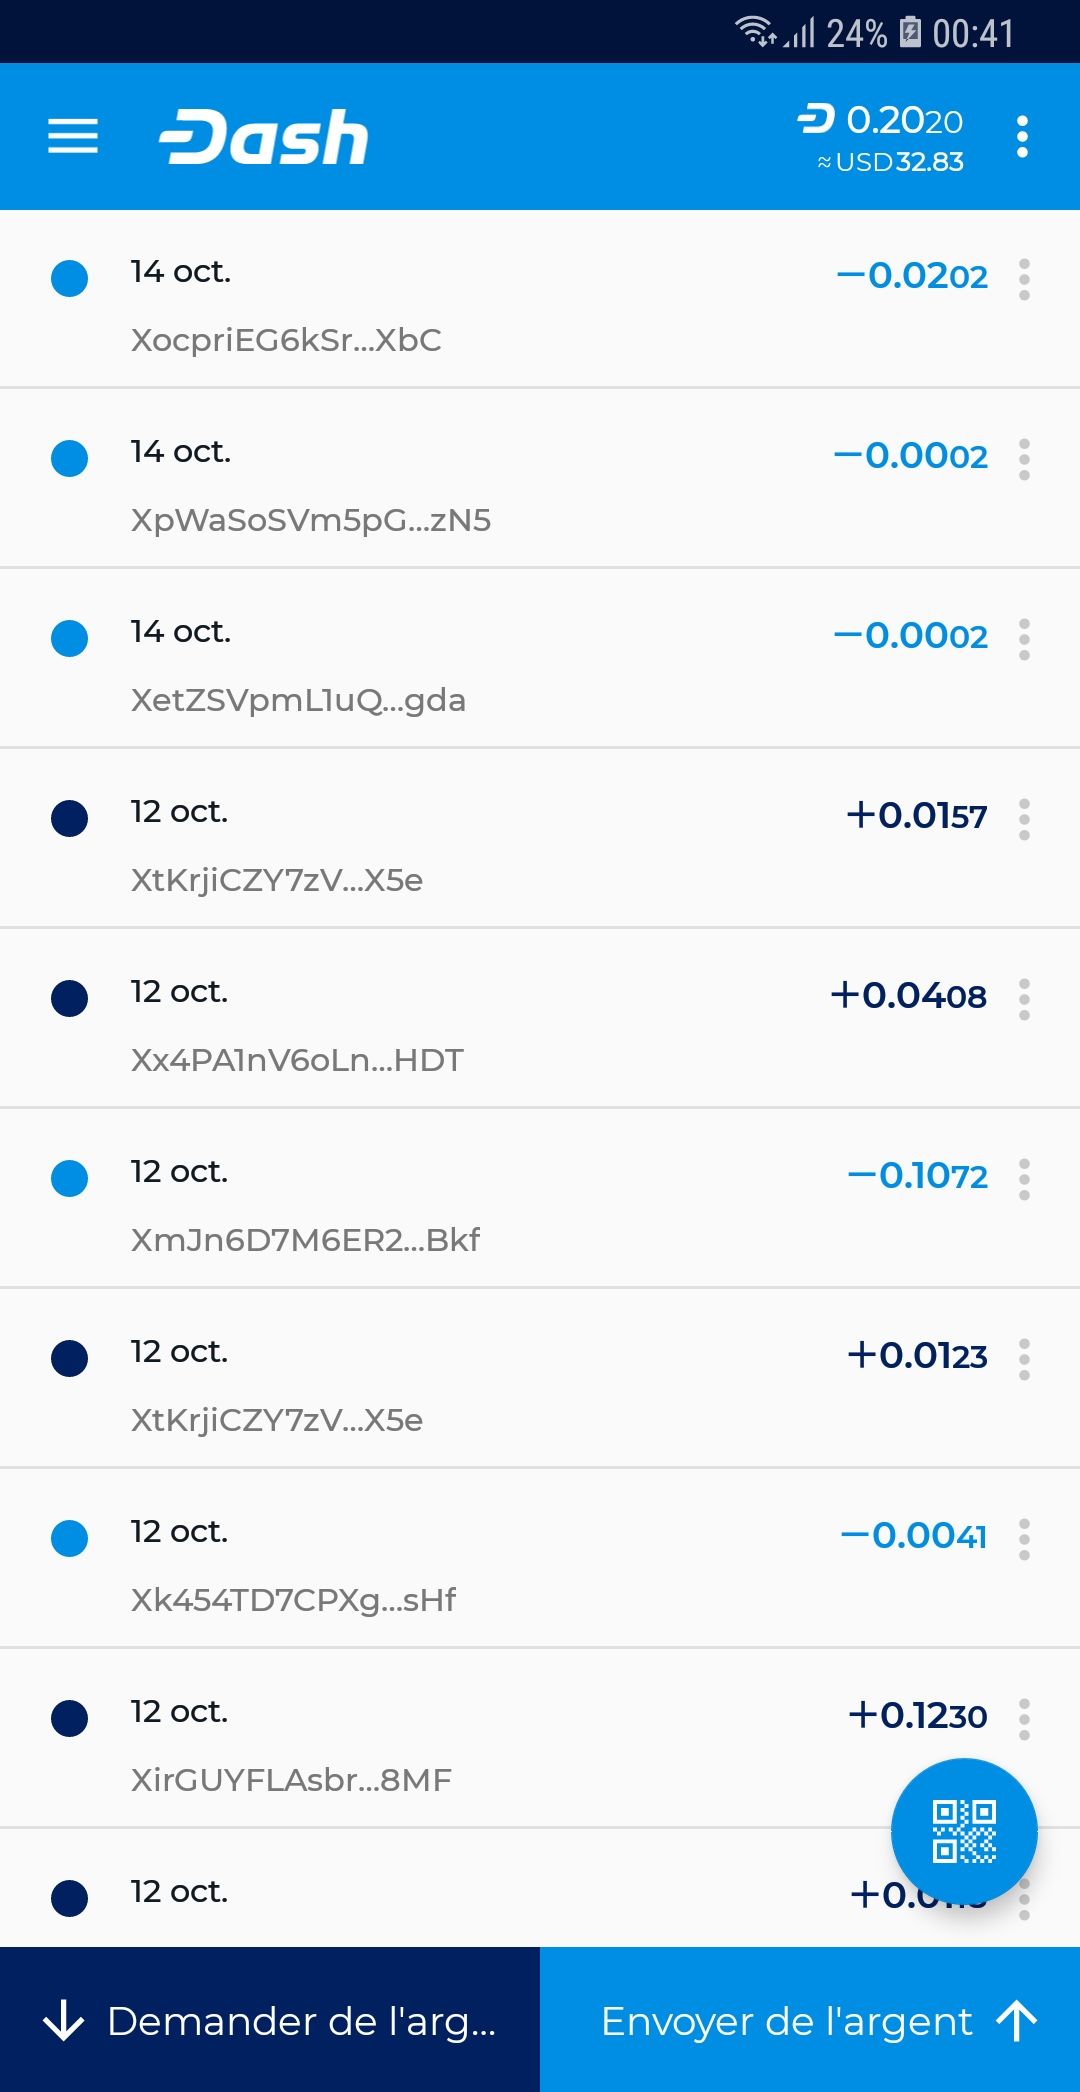 24% 00:41
Dash
0.2020
≈USD 32.83
14 oct.
−0.0202
XocpriEG6kSr...XbC
14 oct.
−0.0002
XpWaSoSVm5pG...zN5
14 oct.
−0.0002
XetZSVpmL1uQ...gda
12 oct.
+0.0157
XtKrjiCZY7zV...X5e
12 oct.
+0.0408
Xx4PA1nV6oLn...HDT
12 oct.
−0.1072
XmJn6D7M6ER2...Bkf
12 oct.
+0.0123
XtKrjiCZY7zV...X5e
12 oct.
−0.0041
Xk454TD7CPXg...sHf
12 oct.
+0.1230
XirGUYFLAsbr...8MF
12 oct.
Demander de l'arg...
Envoyer de l'argent